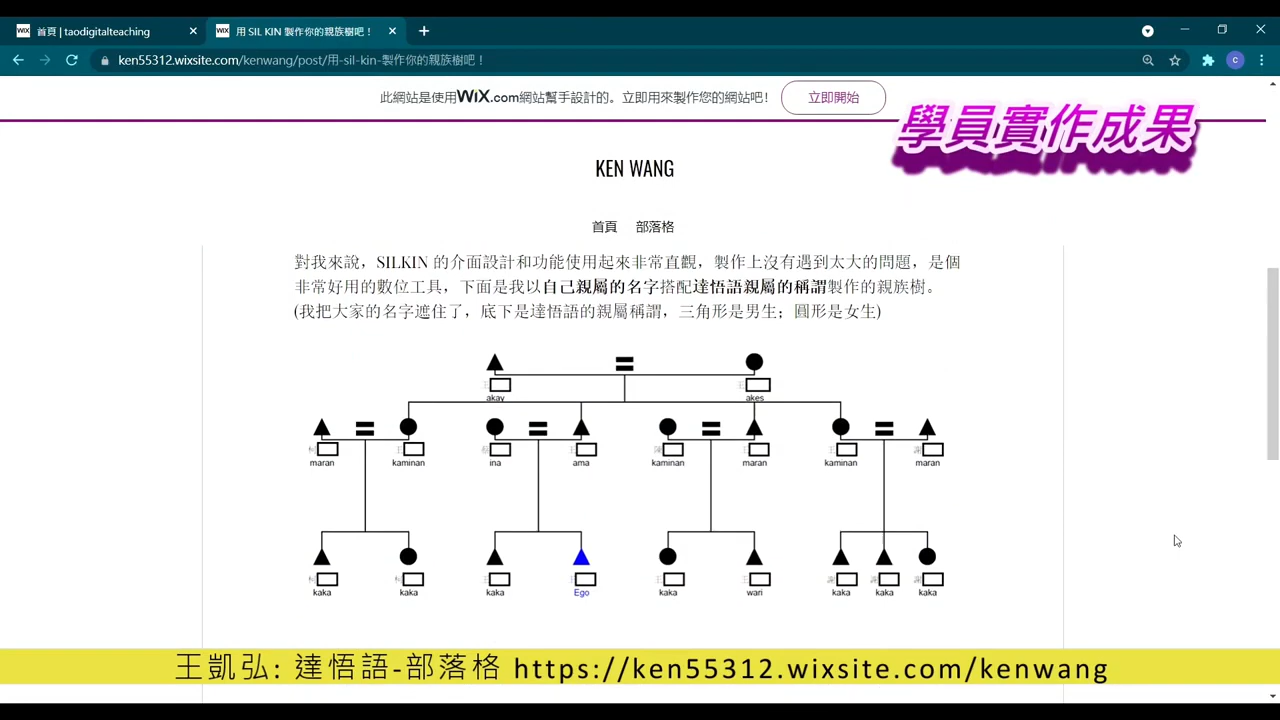 首頁 | taodigitalteaching
用 SIL KIN 製作你的親族樹吧！
ken55312.wixsite.com/kenwang/post/用-sil-kin-製作你的親族樹吧！
此網站是使用WiX.com網站幫手設計的。立即用來製作您的網站吧！ 立即開始
學員實作成果
KEN WANG
首頁 部落格
對我來說，SILKIN 的介面設計和功能使用起來非常直觀，製作上沒有遇到太大的問題，是個
非常好用的數位工具，下面是我以自己親屬的名字搭配達悟語親屬的稱謂製作的親族樹。
(我把大家的名字遮住了，底下是達悟語的親屬稱謂，三角形是男生；圓形是女生)
akay akes
maran kaminan ina ama kaminan maran kaminan maran
kaka kaka kaka Ego kaka wari kaka kaka kaka
王凱弘: 達悟語-部落格 https://ken55312.wixsite.com/kenwang